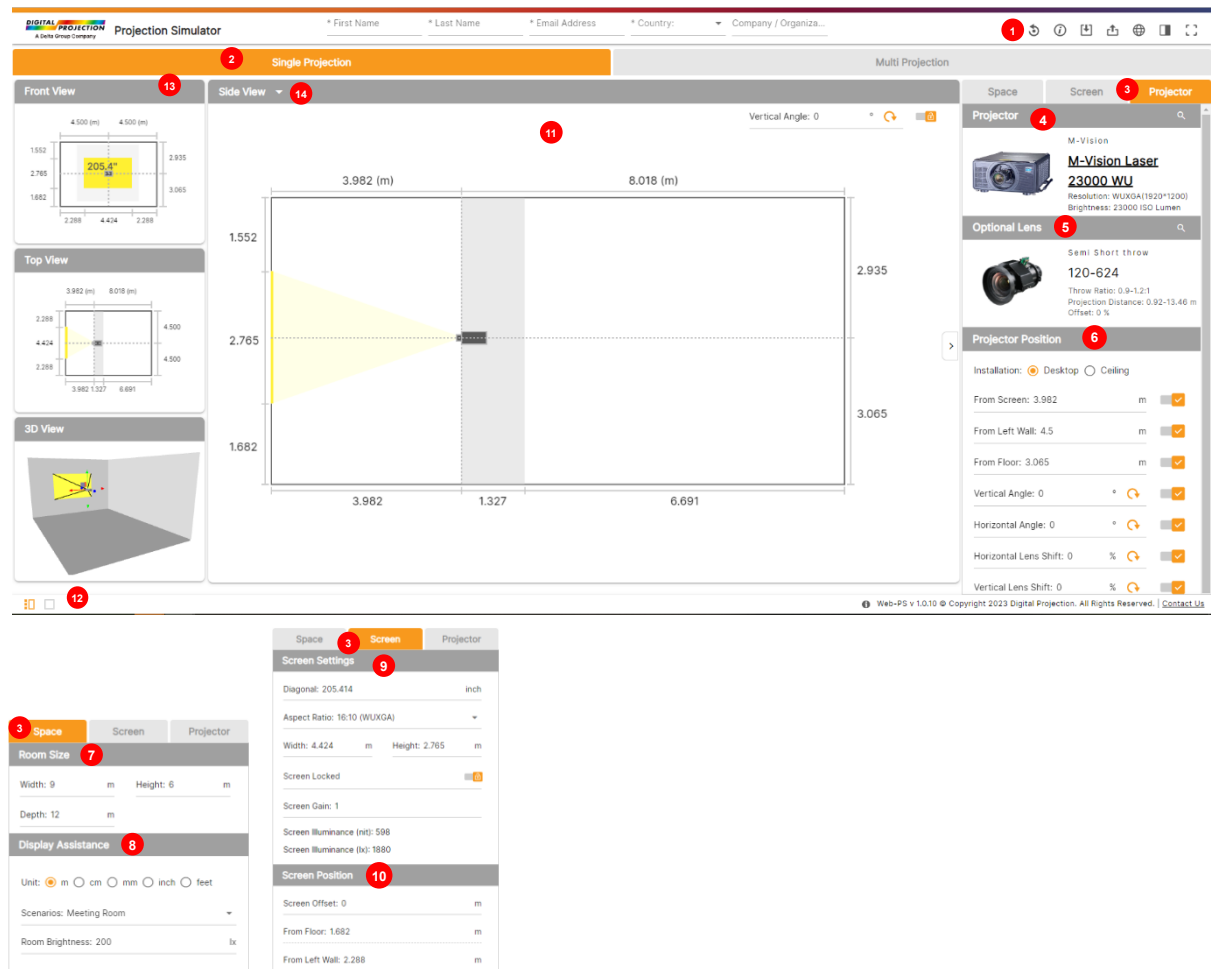 DIGITAL PROJECTION
A Delta Group Company
Projection Simulator
* First Name
* Last Name
* Email Address
* Country:
Company / Organiza...
1
2
Single Projection
Multi Projection
Front View
13
4.500 (m) 4.500 (m)
1.552
2.765
1.682
205.4"
2.935
3.065
2.288 4.424 2.288
Top View
3.982 (m) 8.018 (m)
2.288
4.424
2.288
4.500
4.500
3.982 1.327 6.691
3D View
12
Side View
14
11
Vertical Angle: 0 °
3.982 (m) 8.018 (m)
1.552
2.765
1.682
2.935
3.065
3.982 1.327 6.691
Space
Screen
3
Projector
Projector
4
M-Vision
M-Vision Laser
23000 WU
Resolution: WUXGA(1920*1200)
Brightness: 23000 ISO Lumen
Optional Lens
5
Semi Short throw
120-624
Throw Ratio: 0.9-1.2:1
Projection Distance: 0.92-13.46 m
Offset: 0 %
Projector Position
6
Installation: Desktop Ceiling
From Screen: 3.982 m
From Left Wall: 4.5 m
From Floor: 3.065 m
Vertical Angle: 0 °
Horizontal Angle: 0 °
Horizontal Lens Shift: 0 %
Vertical Lens Shift: 0 %
Web-PS v 1.0.10 © Copyright 2023 Digital Projection. All Rights Reserved. | Contact Us
3
Space
Screen
Projector
Room Size
7
Width: 9 m Height: 6 m
Depth: 12 m
Display Assistance
8
Unit: m cm mm inch feet
Scenarios: Meeting Room
Room Brightness: 200 lx
Space
3
Screen
Projector
Screen Settings
9
Diagonal: 205.414 inch
Aspect Ratio: 16:10 (WUXGA)
Width: 4.424 m Height: 2.765 m
Screen Locked
Screen Gain: 1
Screen Illuminance (nit): 598
Screen Illuminance (lx): 1880
Screen Position
10
Screen Offset: 0 m
From Floor: 1.682 m
From Left Wall: 2.288 m